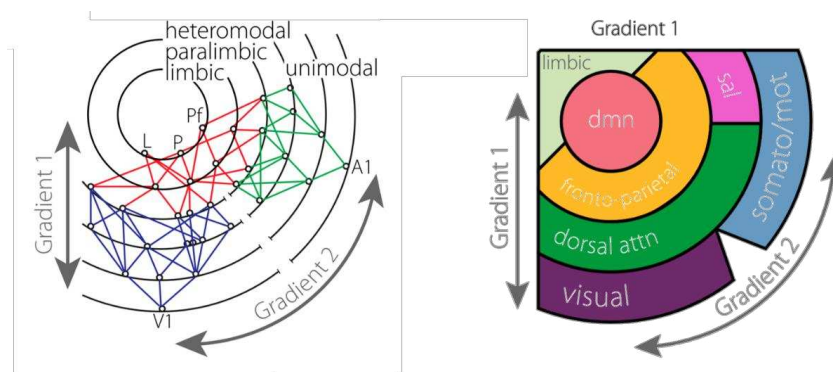 heteromodal
paralimbic
limbic
unimodal
Pf
L
P
A1
V1
Gradient 1
Gradient 2
Gradient 1
limbic
sal
dmn
somato/mot
fronto-parietal
dorsal attn
visual
Gradient 1
Gradient 2